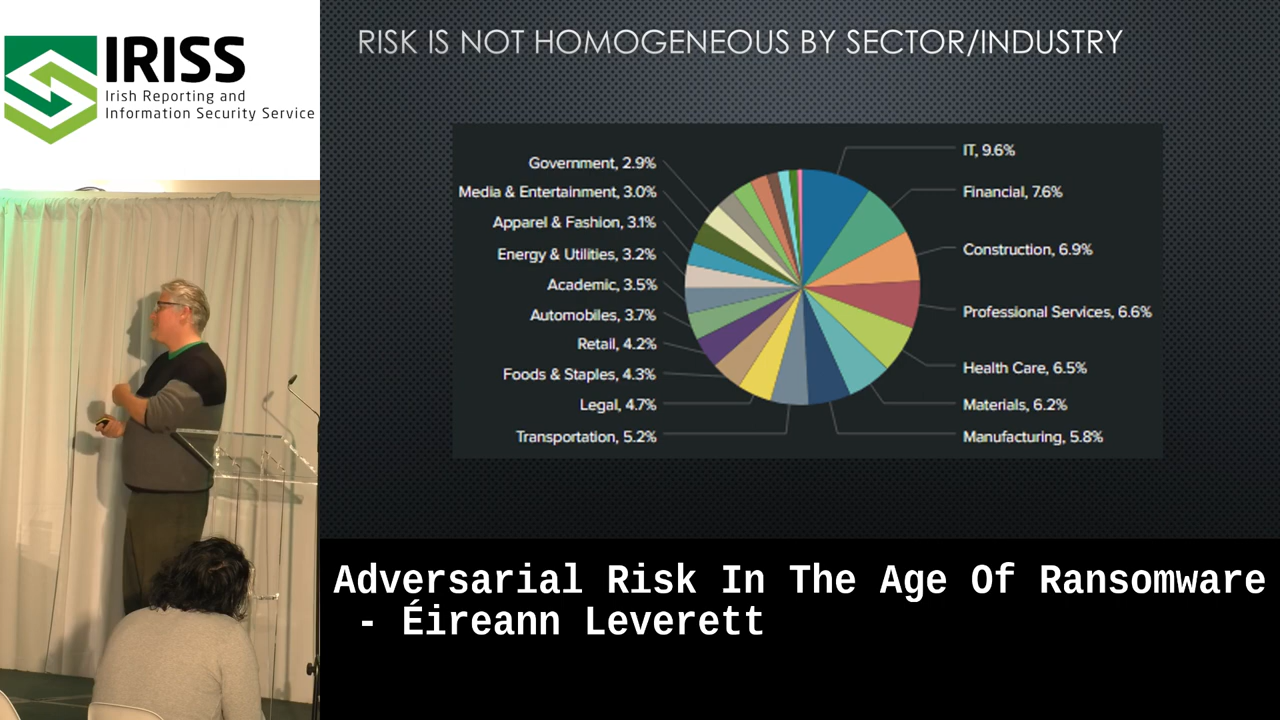 IRISS
Irish Reporting and
Information Security Service
RISK IS NOT HOMOGENEOUS BY SECTOR/INDUSTRY
Government, 2.9%
Media & Entertainment, 3.0%
Apparel & Fashion, 3.1%
Energy & Utilities, 3.2%
Academic, 3.5%
Automobiles, 3.7%
Retail, 4.2%
Foods & Staples, 4.3%
Legal, 4.7%
Transportation, 5.2%
IT, 9.6%
Financial, 7.6%
Construction, 6.9%
Professional Services, 6.6%
Health Care, 6.5%
Materials, 6.2%
Manufacturing, 5.8%
Adversarial Risk In The Age Of Ransomware
- Éireann Leverett